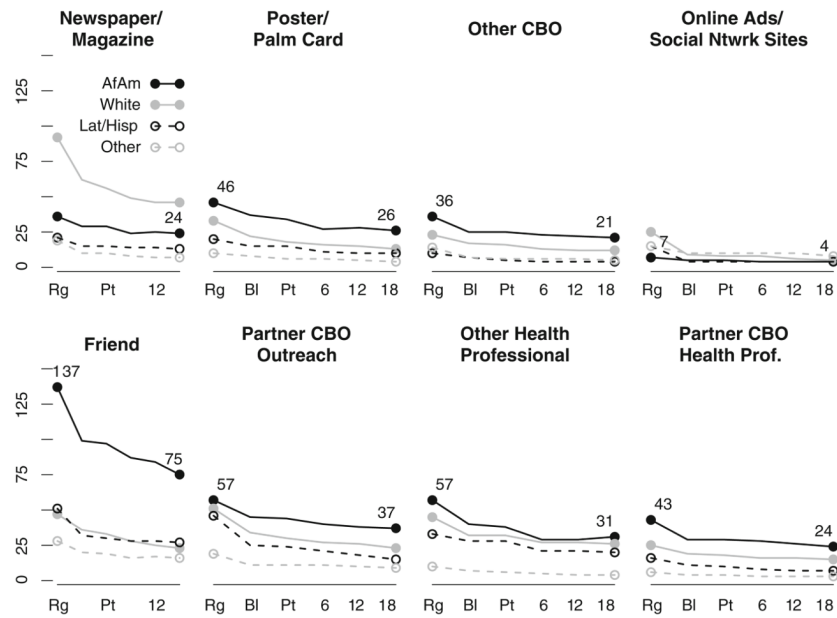 Newspaper/
Magazine
Poster/
Palm Card
Other CBO
Online Ads/
Social Ntwrk Sites
AfAm
White
Lat/Hisp
Other
125
75
25
0
24
46
26
36
21
7
4
Rg Pt 12
Rg Bl Pt 6 12 18
Rg Bl Pt 6 12 18
Rg Bl Pt 6 12 18
Friend
Partner CBO
Outreach
Other Health
Professional
Partner CBO
Health Prof.
125
75
25
0
137
75
57
37
57
31
43
24
Rg Pt 12
Rg Bl Pt 6 12 18
Rg Bl Pt 6 12 18
Rg Bl Pt 6 12 18